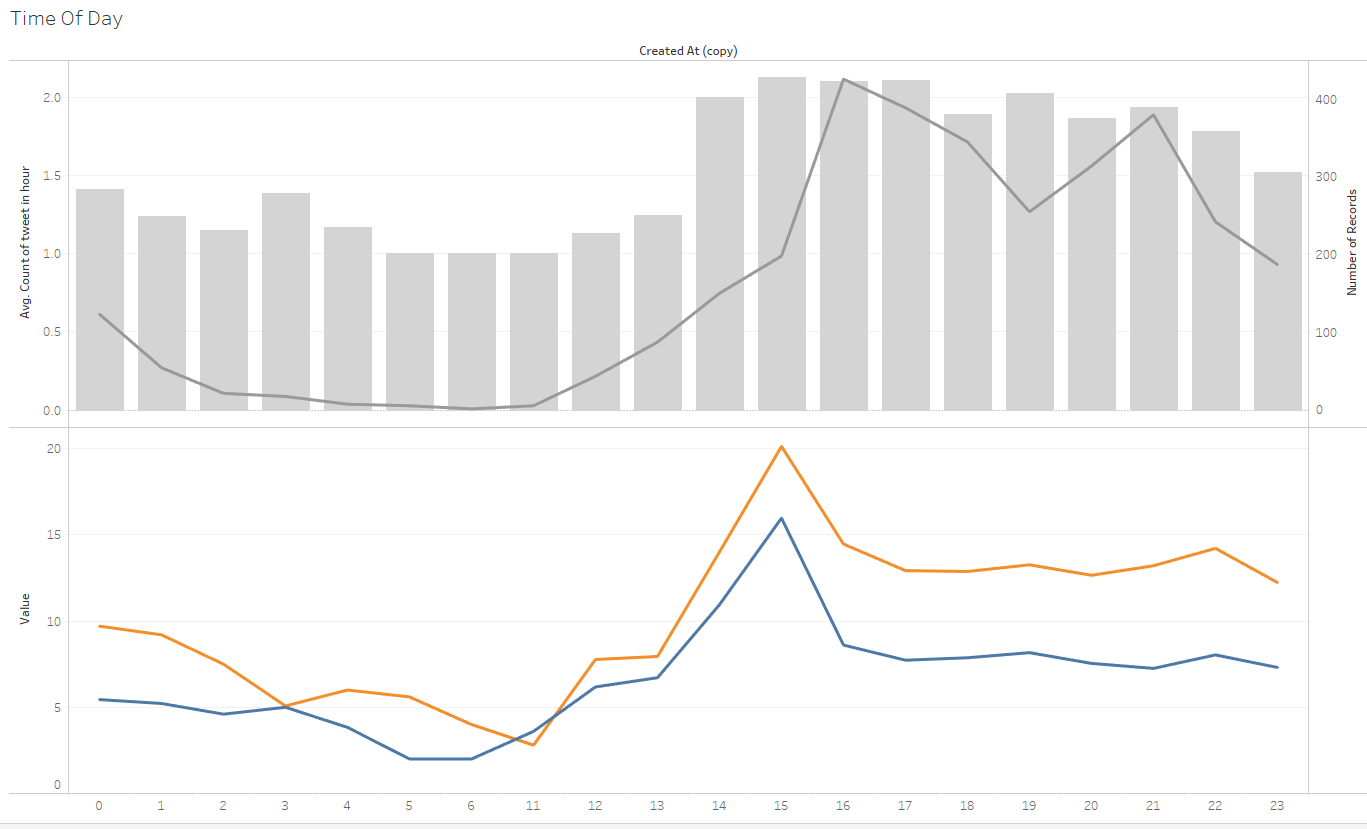 Time Of Day
Created At (copy)
Avg. Count of tweet in hour
2.0
1.5
1.0
0.5
0.0
400
300
200
100
0
Number of Records
Value
20
15
10
5
0
0 1 2 3 4 5 6 11 12 13 14 15 16 17 18 19 20 21 22 23